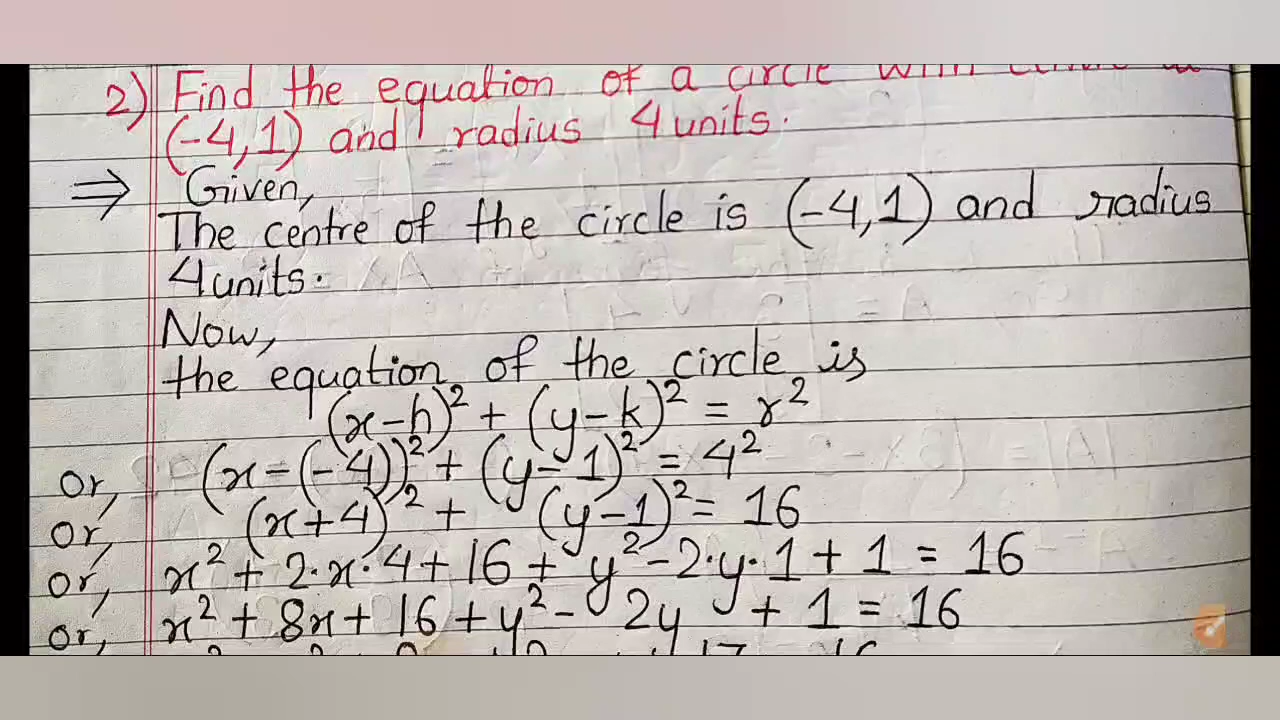 2) Find the equation of a circle with centre at
(-4,1) and radius 4 units.
⇒ Given,
The centre of the circle is (-4,1) and radius
4 units.
Now,
the equation of the circle is
(x-h)² + (y-k)² = r²
or, (x-(-4))² + (y-1)² = 4²
or, (x+4)² + (y-1)² = 16
or, x² + 2·x·4 + 16 + y² - 2·y·1 + 1 = 16
or, x² + 8x + 16 + y² - 2y + 1 = 16